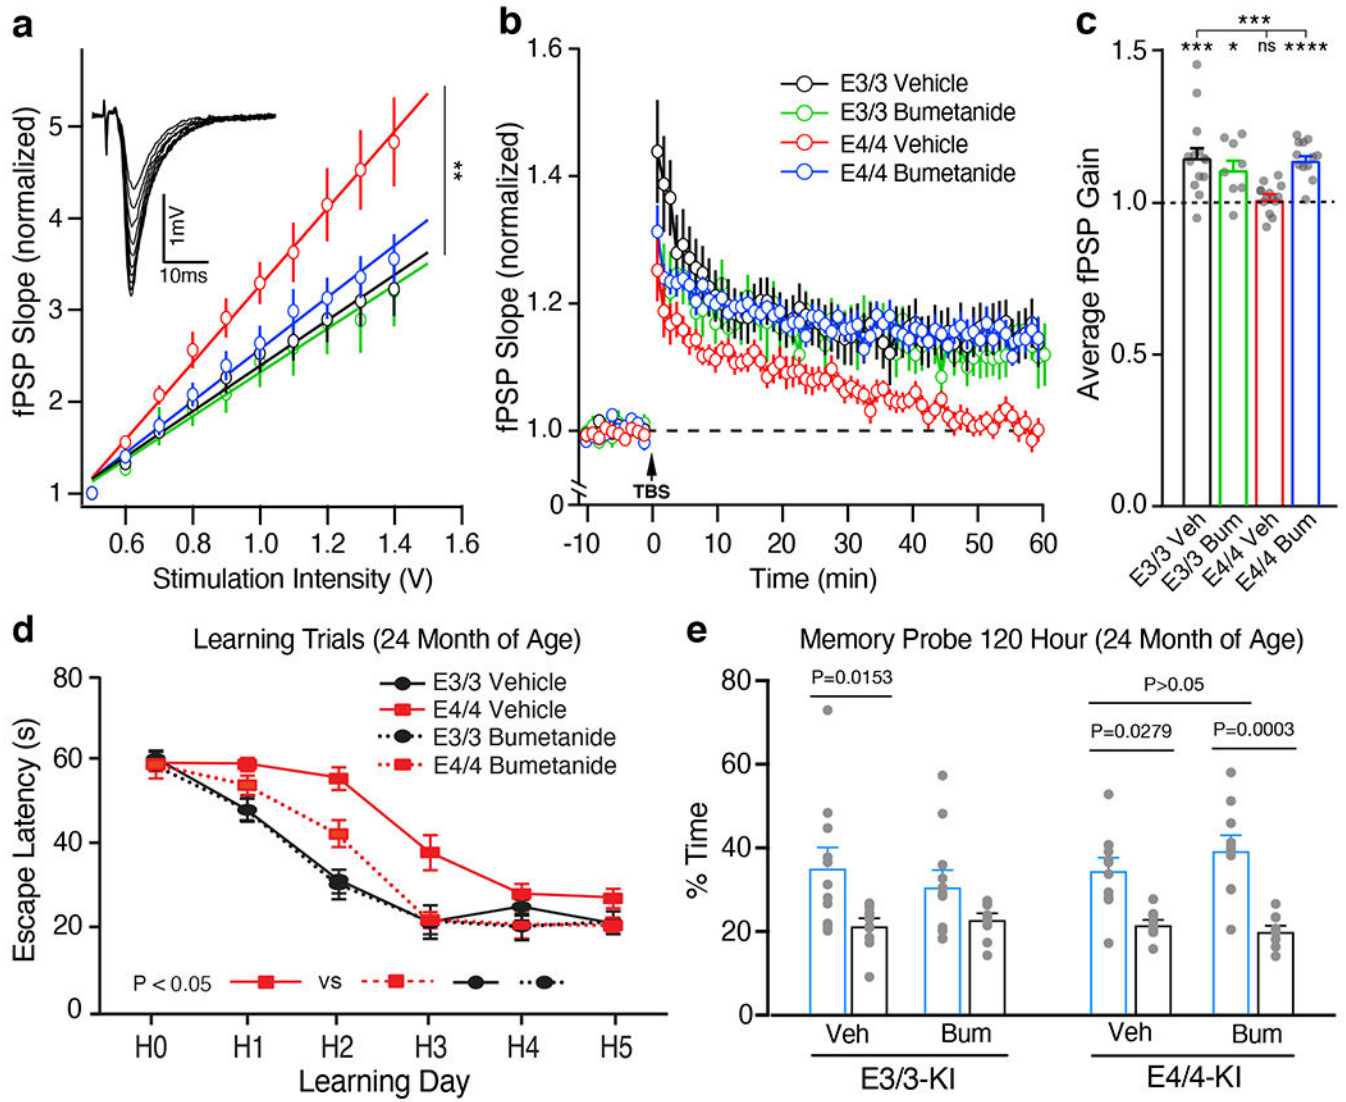 a
fPSP Slope (normalized)
5
4
3
2
1
1mV
10ms
**
0.6 0.8 1.0 1.2 1.4 1.6
Stimulation Intensity (V)
b
fPSP Slope (normalized)
1.6
1.4
1.2
1.0
0
E3/3 Vehicle
E3/3 Bumetanide
E4/4 Vehicle
E4/4 Bumetanide
TBS
-10 0 10 20 30 40 50 60
Time (min)
c
Average fPSP Gain
1.5
1.0
0.5
0.0
***
*** * ns ****
E3/3 Veh
E3/3 Bum
E4/4 Veh
E4/4 Bum
d
Learning Trials (24 Month of Age)
Escape Latency (s)
80
60
40
20
0
E3/3 Vehicle
E4/4 Vehicle
E3/3 Bumetanide
E4/4 Bumetanide
P < 0.05 vs
H0 H1 H2 H3 H4 H5
Learning Day
e
Memory Probe 120 Hour (24 Month of Age)
% Time
80
60
40
20
0
P=0.0153
P>0.05
P=0.0279 P=0.0003
Veh Bum Veh Bum
E3/3-KI E4/4-KI